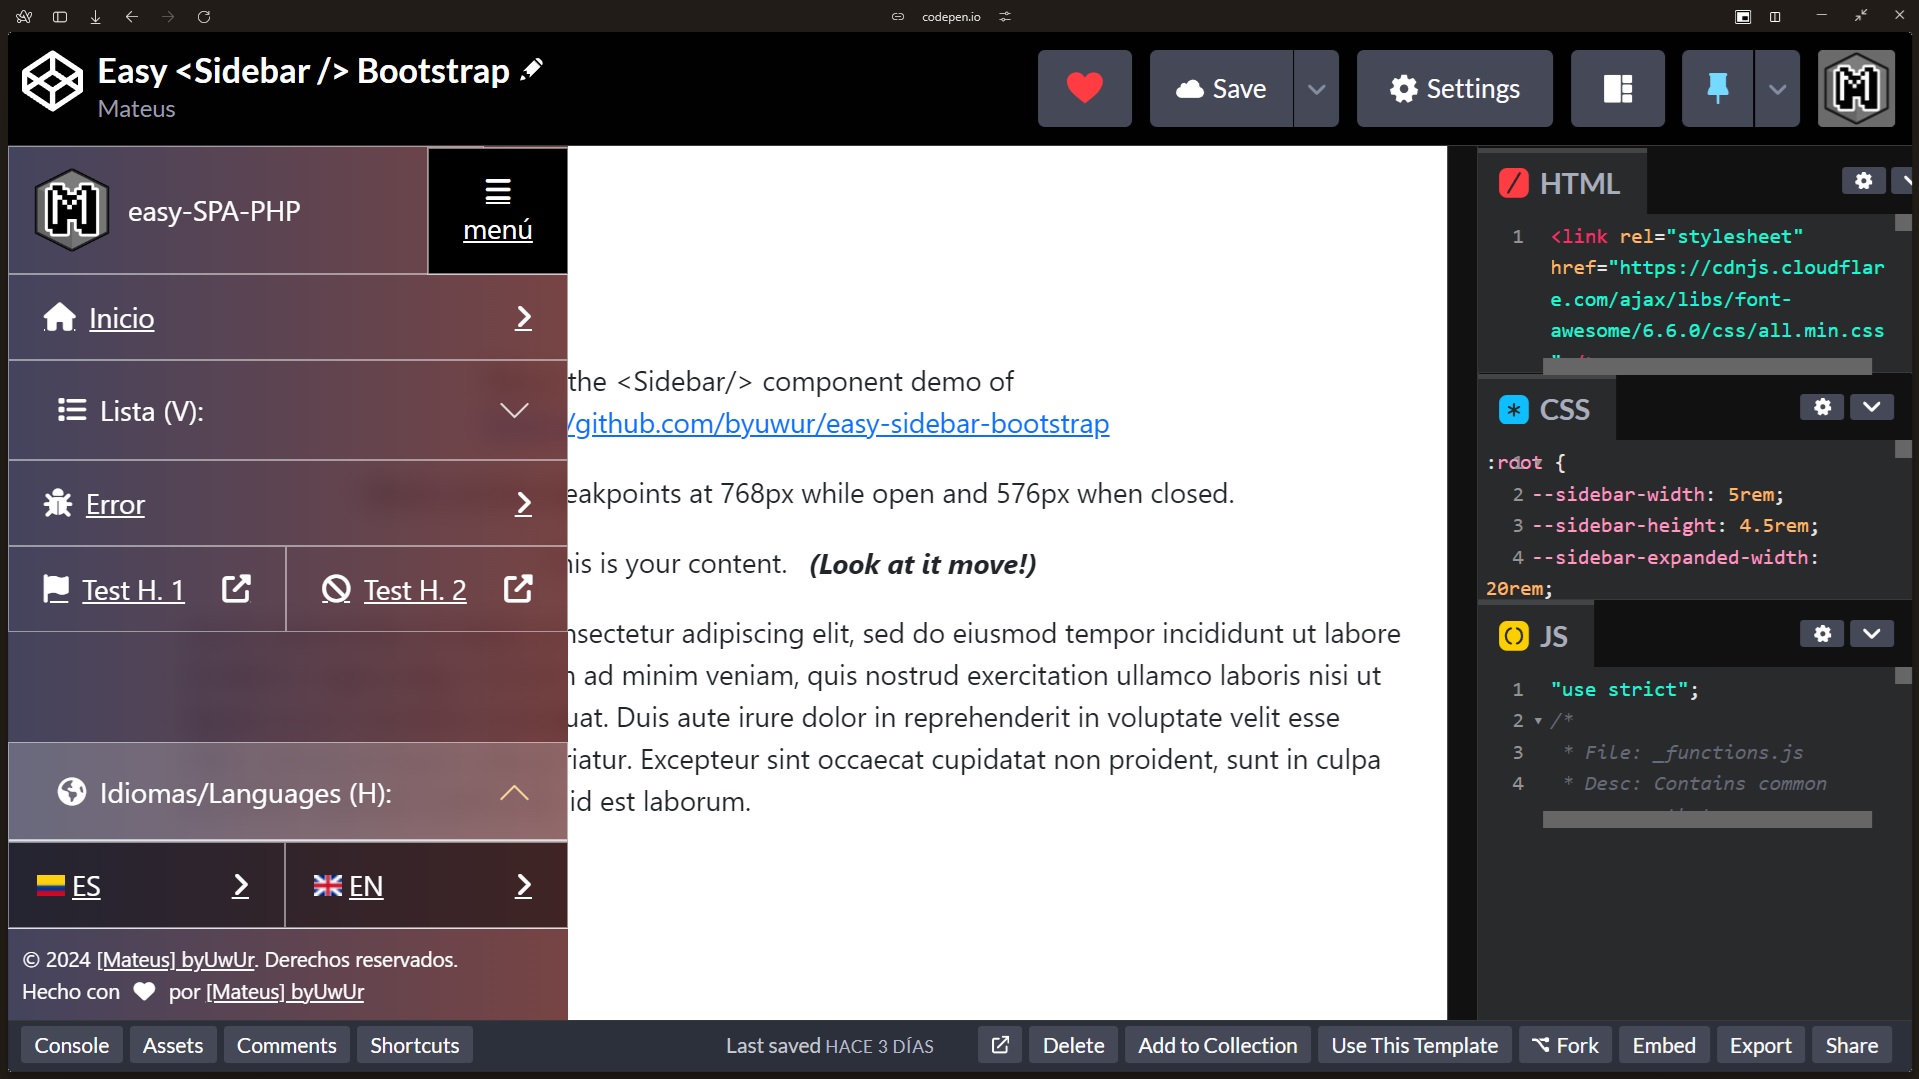 codepen.io
Easy <Sidebar /> Bootstrap
Mateus
Save
Settings
easy-SPA-PHP
menú
Inicio
Lista (V):
Error
Test H. 1
Test H. 2
Idiomas/Languages (H):
ES
EN
© 2024 [Mateus] byUwUr. Derechos reservados.
Hecho con por [Mateus] byUwUr
the <Sidebar/> component demo of
/github.com/byuwur/easy-sidebar-bootstrap
eakpoints at 768px while open and 576px when closed.
his is your content. (Look at it move!)
nsectetur adipiscing elit, sed do eiusmod tempor incididunt ut labore
ad minim veniam, quis nostrud exercitation ullamco laboris nisi ut
uat. Duis aute irure dolor in reprehenderit in voluptate velit esse
riatur. Excepteur sint occaecat cupidatat non proident, sunt in culpa
id est laborum.
HTML
1 <link rel="stylesheet"
href="https://cdnjs.cloudflar
e.com/ajax/libs/font-
awesome/6.6.0/css/all.min.css
CSS
:root {
2 --sidebar-width: 5rem;
3 --sidebar-height: 4.5rem;
4 --sidebar-expanded-width:
20rem;
JS
1 "use strict";
2 /*
3 * File: _functions.js
4 * Desc: Contains common
Console
Assets
Comments
Shortcuts
Last saved HACE 3 DÍAS
Delete
Add to Collection
Use This Template
Fork
Embed
Export
Share